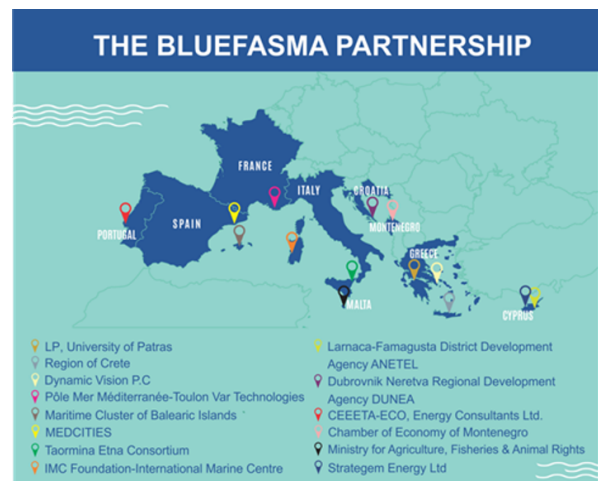 THE BLUEFASMA PARTNERSHIP
FRANCE
ITALY
CROATIA
SPAIN
PORTUGAL
MONTENEGRO
GREECE
MALTA
CYPRUS
LP, University of Patras
Region of Crete
Dynamic Vision P.C
Pôle Mer Méditerranée-Toulon Var Technologies
Maritime Cluster of Balearic Islands
MEDCITIES
Taormina Etna Consortium
IMC Foundation-International Marine Centre
Larnaca-Famagusta District Development
Agency ANETEL
Dubrovnik Neretva Regional Development
Agency DUNEA
CEEETA-ECO, Energy Consultants Ltd.
Chamber of Economy of Montenegro
Ministry for Agriculture, Fisheries & Animal Rights
Strategem Energy Ltd